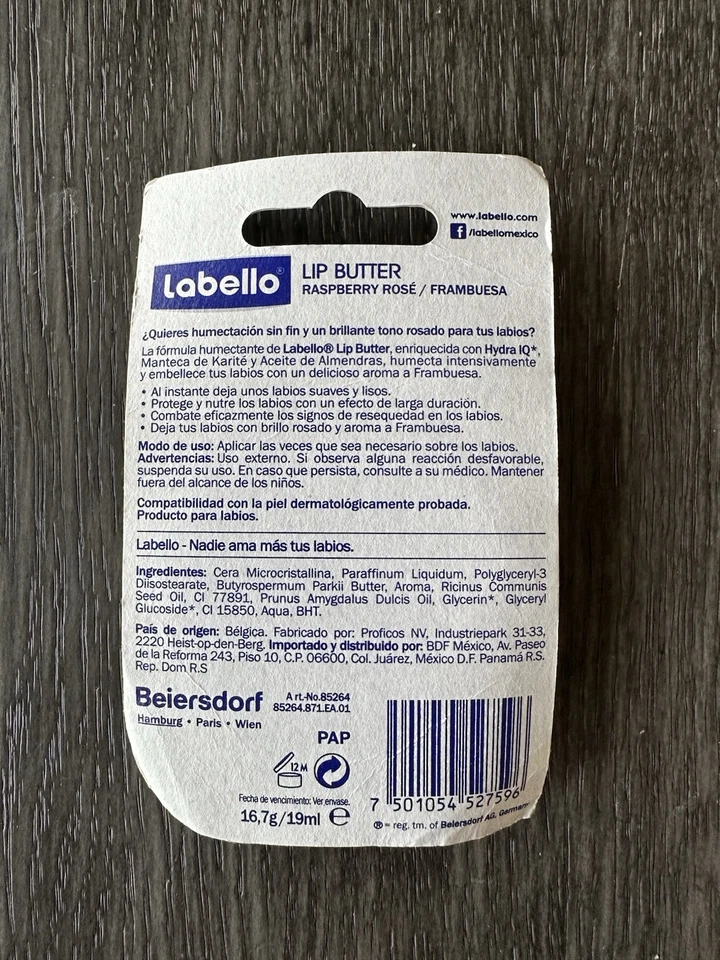 www.labello.com
f /labellomexico
Labello®
LIP BUTTER
RASPBERRY ROSÉ / FRAMBUESA
¿Quieres humectación sin fin y un brillante tono rosado para tus labios?
La fórmula humectante de Labello® Lip Butter, enriquecida con Hydra IQ*,
Manteca de Karité y Aceite de Almendras, humecta intensivamente
y embellece tus labios con un delicioso aroma a Frambuesa.
• Al instante deja unos labios suaves y lisos.
• Protege y nutre los labios con un efecto de larga duración.
• Combate eficazmente los signos de resequedad en los labios.
• Deja tus labios con brillo rosado y aroma a Frambuesa.
Modo de uso: Aplicar las veces que sea necesario sobre los labios.
Advertencias: Uso externo. Si observa alguna reacción desfavorable,
suspenda su uso. En caso que persista, consulte a su médico. Mantener
fuera del alcance de los niños.
Compatibilidad con la piel dermatológicamente probada.
Producto para labios.
Labello - Nadie ama más tus labios.
Ingredientes: Cera Microcristallina, Paraffinum Liquidum, Polyglyceryl-3
Diisostearate, Butyrospermum Parkii Butter, Aroma, Ricinus Communis
Seed Oil, CI 77891, Prunus Amygdalus Dulcis Oil, Glycerin*, Glyceryl
Glucoside*, CI 15850, Aqua, BHT.
País de origen: Bélgica. Fabricado por: Proficos NV, Industriepark 31-33,
2220 Heist-op-den-Berg. Importado y distribuido por: BDF México, Av. Paseo
de la Reforma 243, Piso 10, C.P. 06600, Col. Juárez, México D.F. Panamá R.S.
Rep. Dom R.S
Beiersdorf
Hamburg • Paris • Wien
Art.-No.85264
85264.871.EA.01
PAP
12 M
Fecha de vencimiento: Ver envase.
16,7g/19ml e
7 501054 527596
® = reg. tm. of Beiersdorf AG, Germany